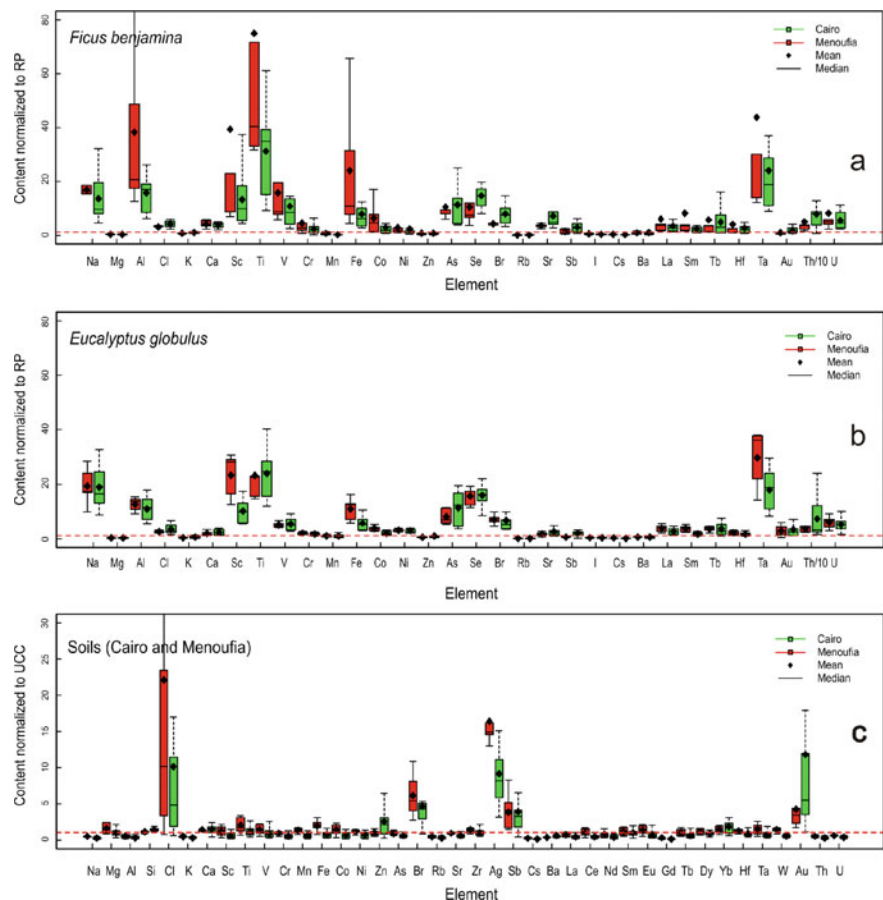 Ficus benjamina
Cairo
Menoufia
Mean
Median
a
Content normalized to RP
80
60
40
20
0
Na Mg Al Cl K Ca Sc Ti V Cr Mn Fe Co Ni Zn As Se Br Rb Sr Sb I Cs Ba La Sm Tb Hf Ta Au Th/10 U
Element
Eucalyptus globulus
Cairo
Menoufia
Mean
Median
b
Content normalized to RP
80
60
40
20
0
Na Mg Al Cl K Ca Sc Ti V Cr Mn Fe Co Ni Zn As Se Br Rb Sr Sb I Cs Ba La Sm Tb Hf Ta Au Th/10 U
Element
Soils (Cairo and Menoufia)
Cairo
Menoufia
Mean
Median
c
Content normalized to UCC
30
25
20
15
10
5
0
Na Mg Al Si Cl K Ca Sc Ti V Cr Mn Fe Co Ni Zn As Br Rb Sr Zr Ag Sb Cs Ba La Ce Nd Sm Eu Gd Tb Dy Yb Hf Ta W Au Th U
Element